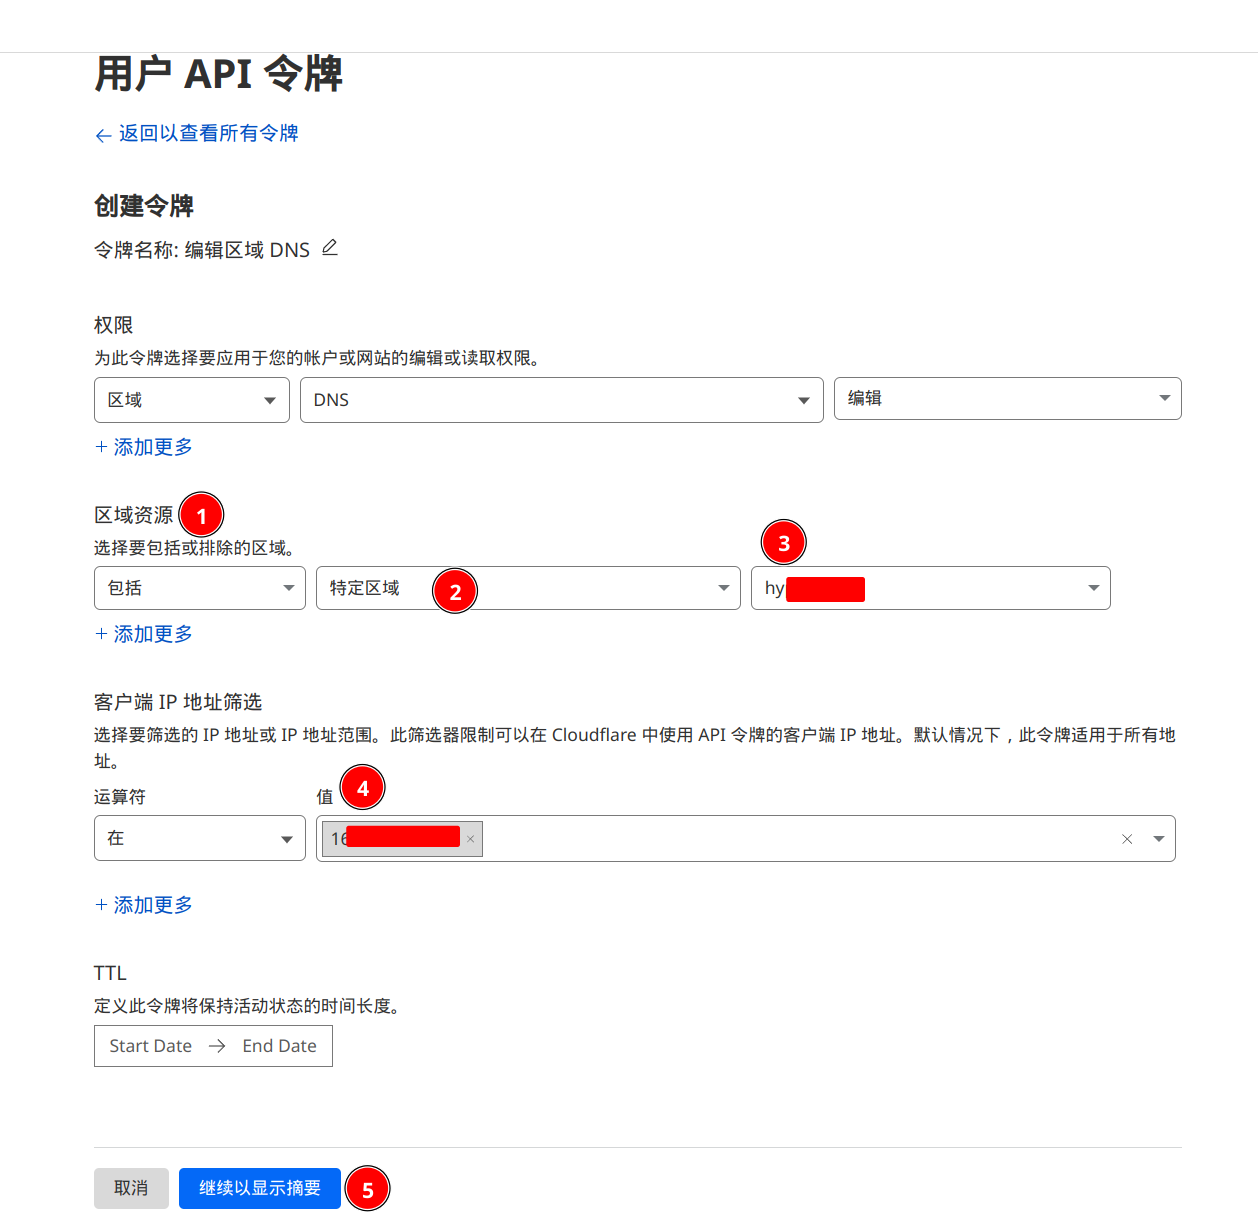 用户 API 令牌
← 返回以查看所有令牌
创建令牌
令牌名称: 编辑区域 DNS
权限
为此令牌选择要应用于您的帐户或网站的编辑或读取权限。
区域 DNS 编辑
+ 添加更多
区域资源 1
选择要包括或排除的区域。 3
包括 特定区域 2 hy
+ 添加更多
客户端 IP 地址筛选
选择要筛选的 IP 地址或 IP 地址范围。此筛选器限制可以在 Cloudflare 中使用 API 令牌的客户端 IP 地址。默认情况下，此令牌适用于所有地
址。
运算符 值 4
在 16 ×
+ 添加更多
TTL
定义此令牌将保持活动状态的时间长度。
Start Date → End Date
取消 继续以显示摘要 5